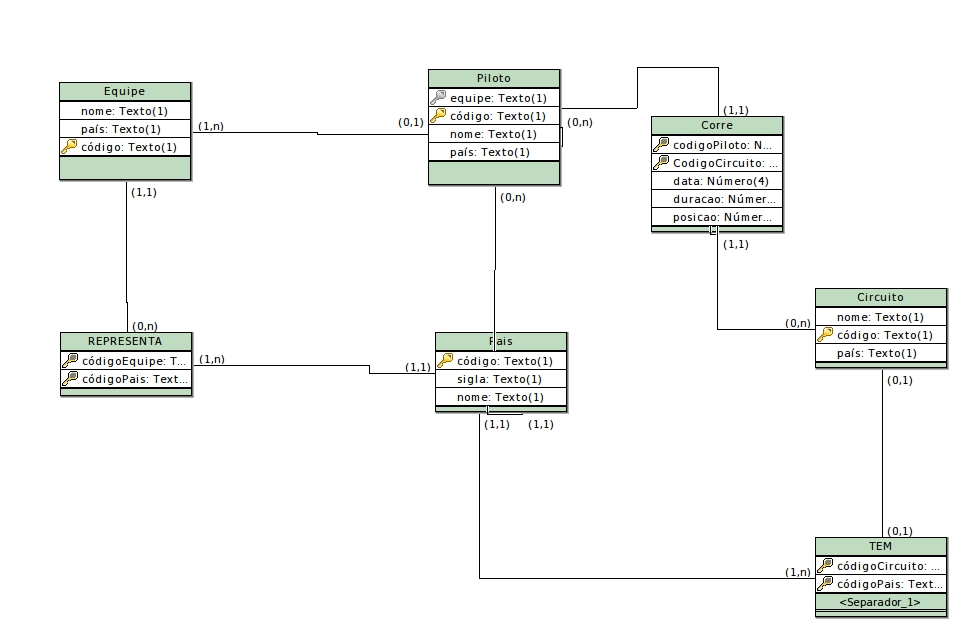 Equipe
nome: Texto(1)
país: Texto(1)
código: Texto(1)
(1,n)
(1,1)
(0,1)
Piloto
equipe: Texto(1)
código: Texto(1)
nome: Texto(1)
país: Texto(1)
(0,n)
(0,n)
(1,1)
Corre
codigoPiloto: N...
CodigoCircuito: ...
data: Número(4)
duracao: Númer...
posicao: Númer...
(1,1)
(0,n)
Circuito
nome: Texto(1)
código: Texto(1)
país: Texto(1)
(0,1)
(0,n)
REPRESENTA
códigoEquipe: T...
códigoPais: Text...
(1,n)
(1,1)
Pais
código: Texto(1)
sigla: Texto(1)
nome: Texto(1)
(1,1)
(1,1)
(0,1)
(1,n)
TEM
códigoCircuito: ...
códigoPais: Text...
<Separador_1>